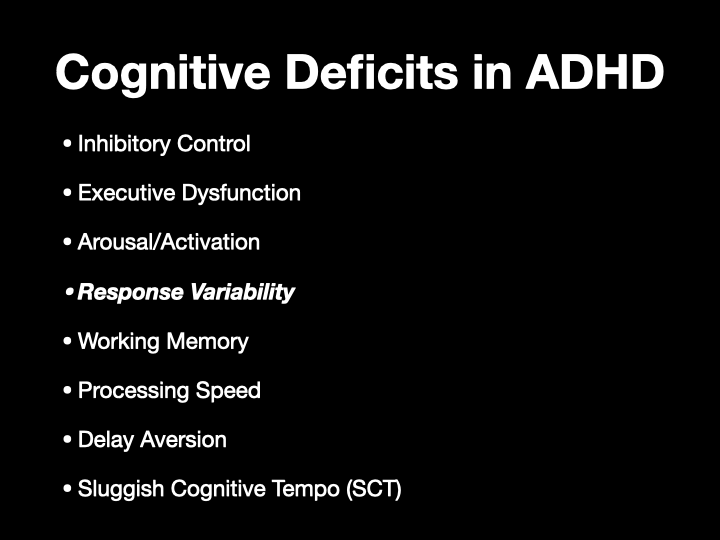 Cognitive Deficits in ADHD
• Inhibitory Control
• Executive Dysfunction
• Arousal/Activation
• Response Variability
• Working Memory
• Processing Speed
• Delay Aversion
• Sluggish Cognitive Tempo (SCT)